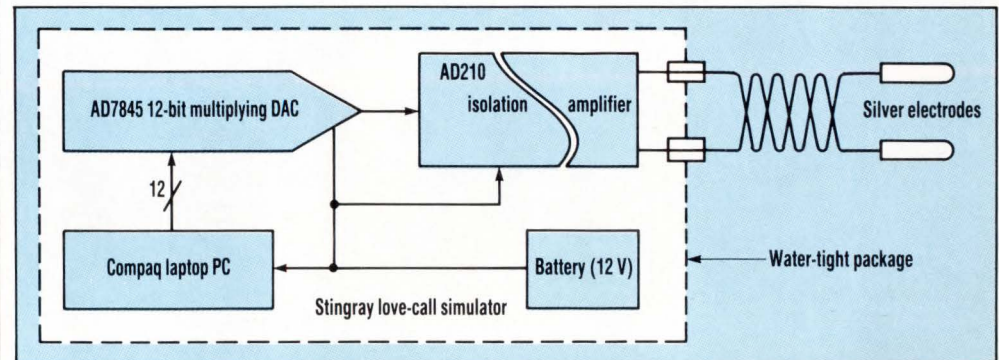 AD7845 12-bit multiplying DAC
AD210
isolation
amplifier
Silver electrodes
12
Compaq laptop PC
Battery (12 V)
Water-tight package
Stingray love-call simulator